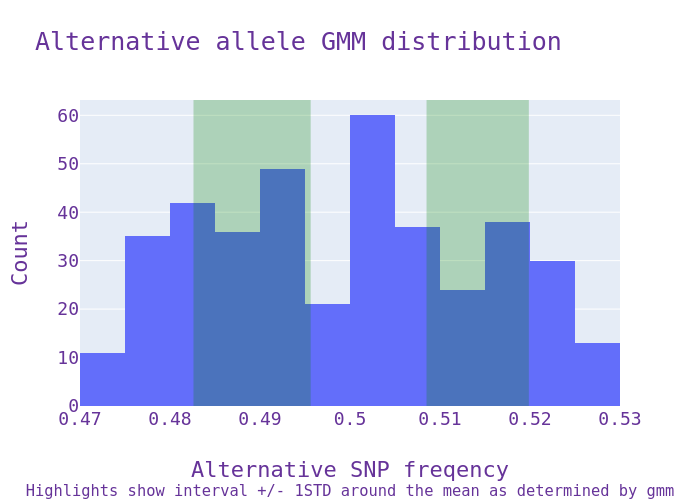 Alternative allele GMM distribution
60
50
40
30
20
10
0
Count
0.47 0.48 0.49 0.5 0.51 0.52 0.53
Alternative SNP freqency
Highlights show interval +/- 1STD around the mean as determined by gmm